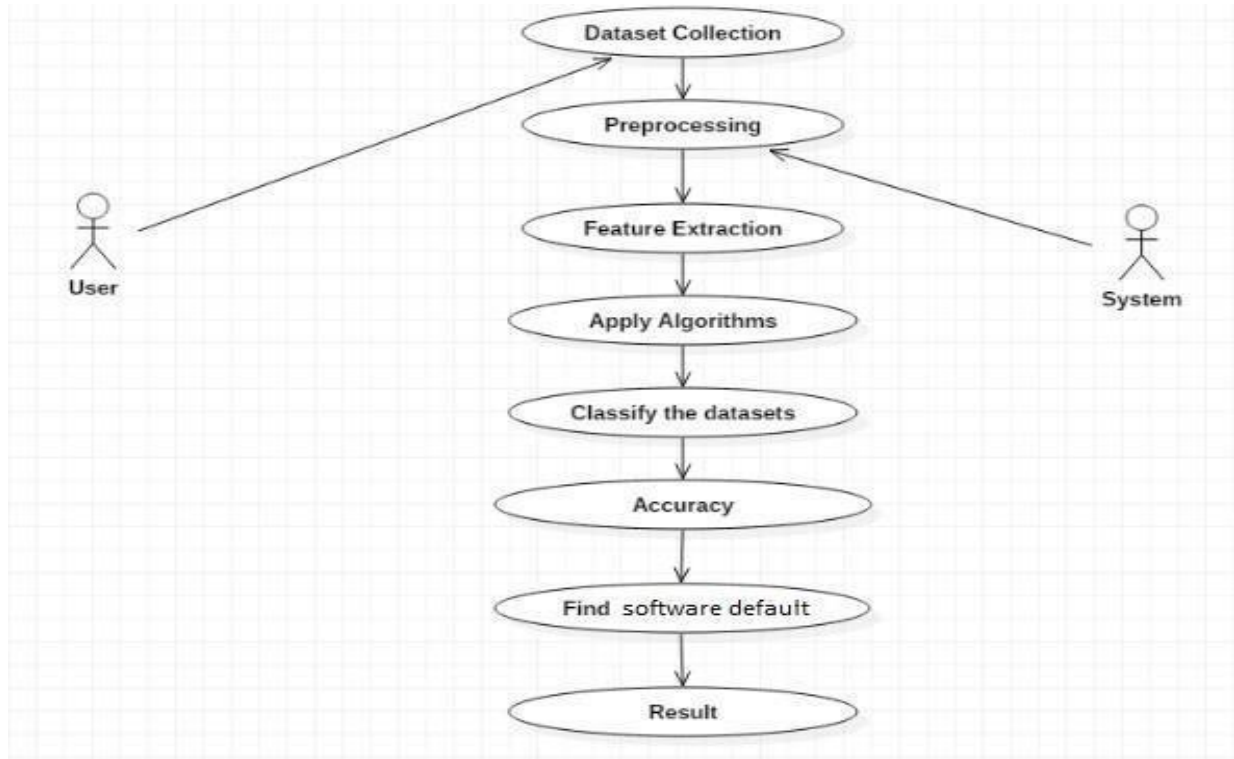 Dataset Collection
Preprocessing
Feature Extraction
User
System
Apply Algorithms
Classify the datasets
Accuracy
Find software default
Result